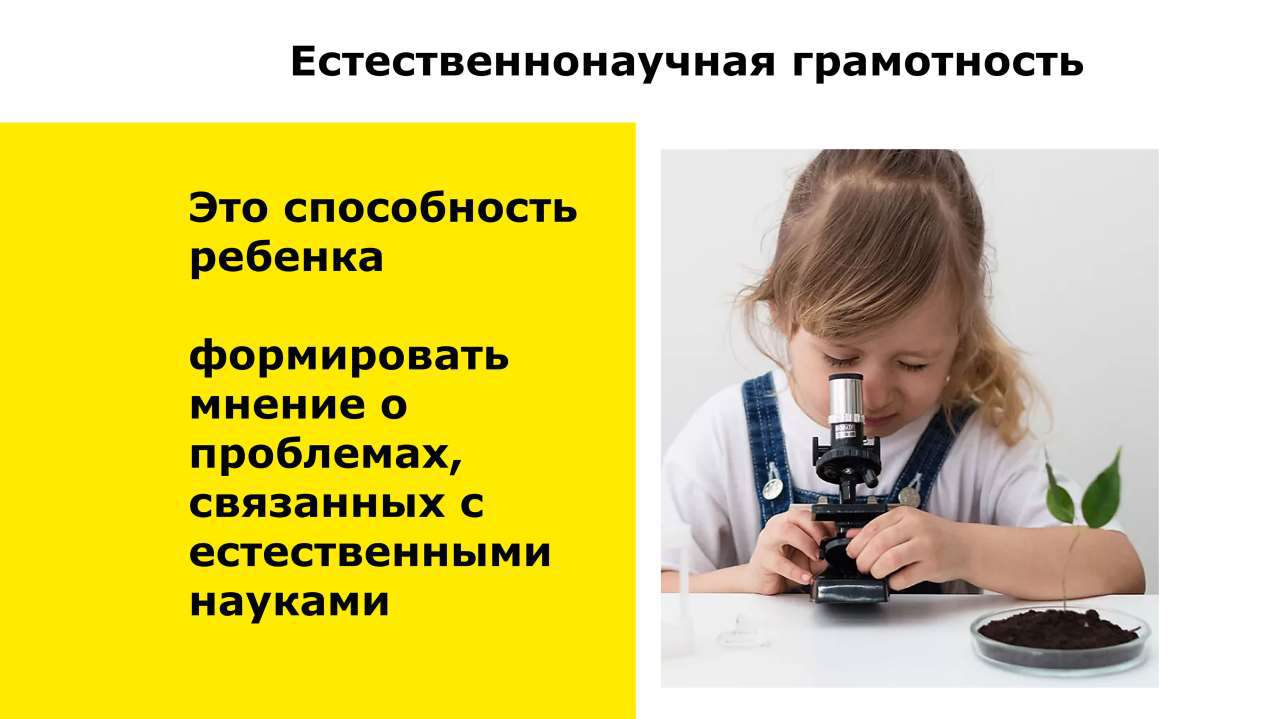 Естественнонаучная грамотность
Это способность
ребенка
формировать
мнение о
проблемах,
связанных с
естественными
науками